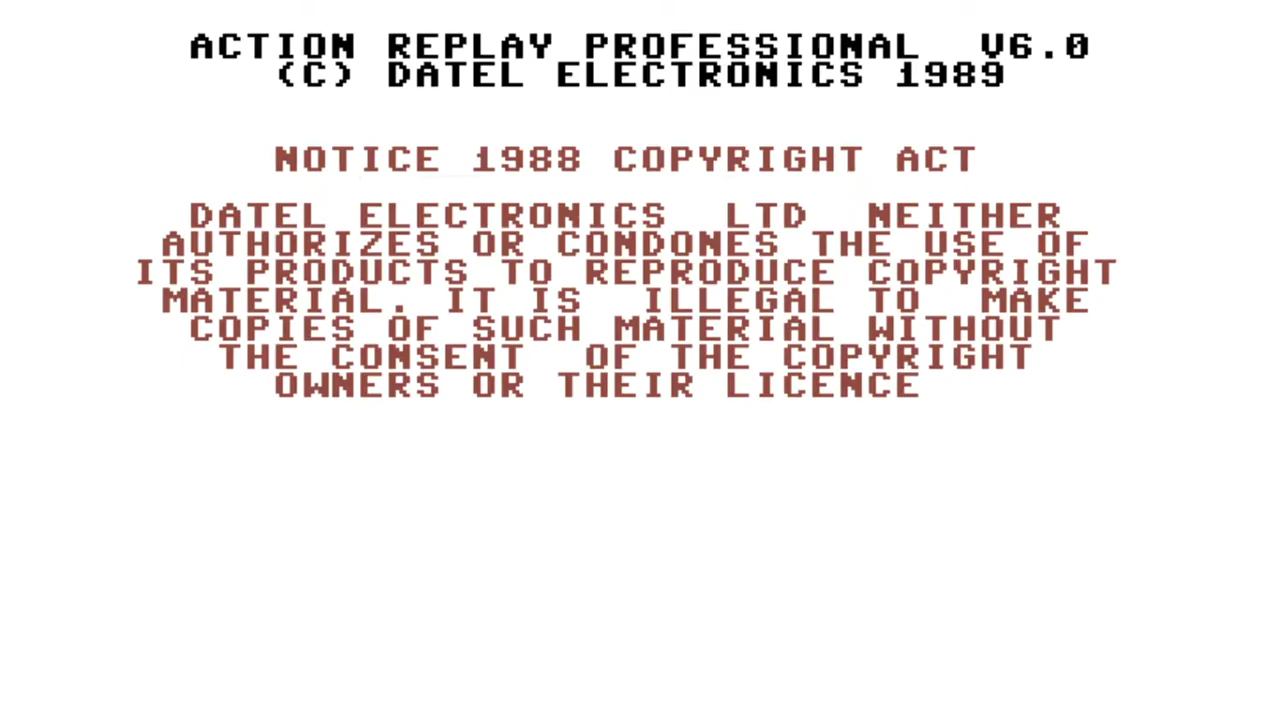 ACTION REPLAY PROFESSIONAL  V6.0
(C) DATEL ELECTRONICS 1989
NOTICE 1988 COPYRIGHT ACT
DATEL ELECTRONICS  LTD  NEITHER
AUTHORIZES OR CONDONES THE USE OF
ITS PRODUCTS TO REPRODUCE COPYRIGHT
MATERIAL. IT IS  ILLEGAL TO  MAKE
COPIES OF SUCH MATERIAL WITHOUT
THE CONSENT  OF THE COPYRIGHT
OWNERS OR THEIR LICENCE